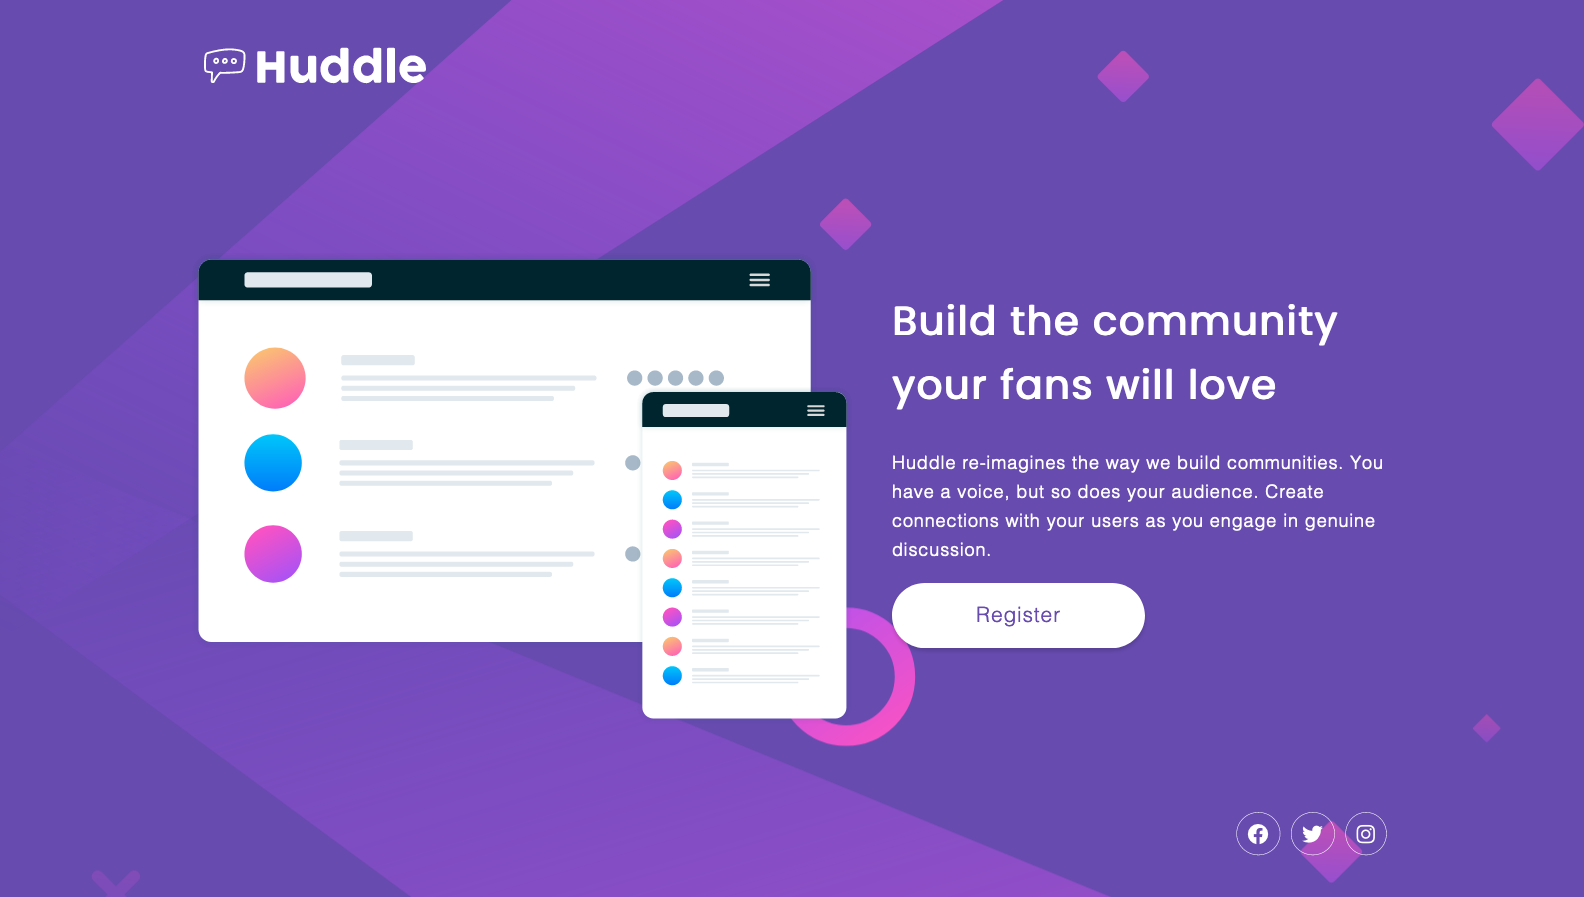 Huddle
Build the community
your fans will love
Huddle re-imagines the way we build communities. You
have a voice, but so does your audience. Create
connections with your users as you engage in genuine
discussion.
Register